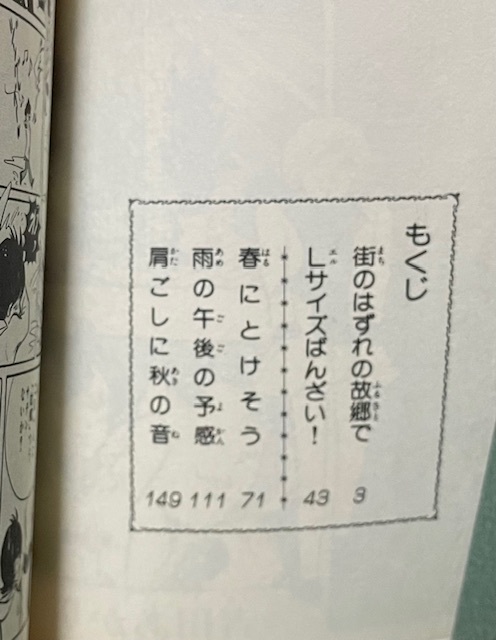 もくじ
街のはずれの故郷で 3
Lサイズばんざい! 43
春にとけそう 71
雨の午後の予感 111
肩ごしに秋の音 149